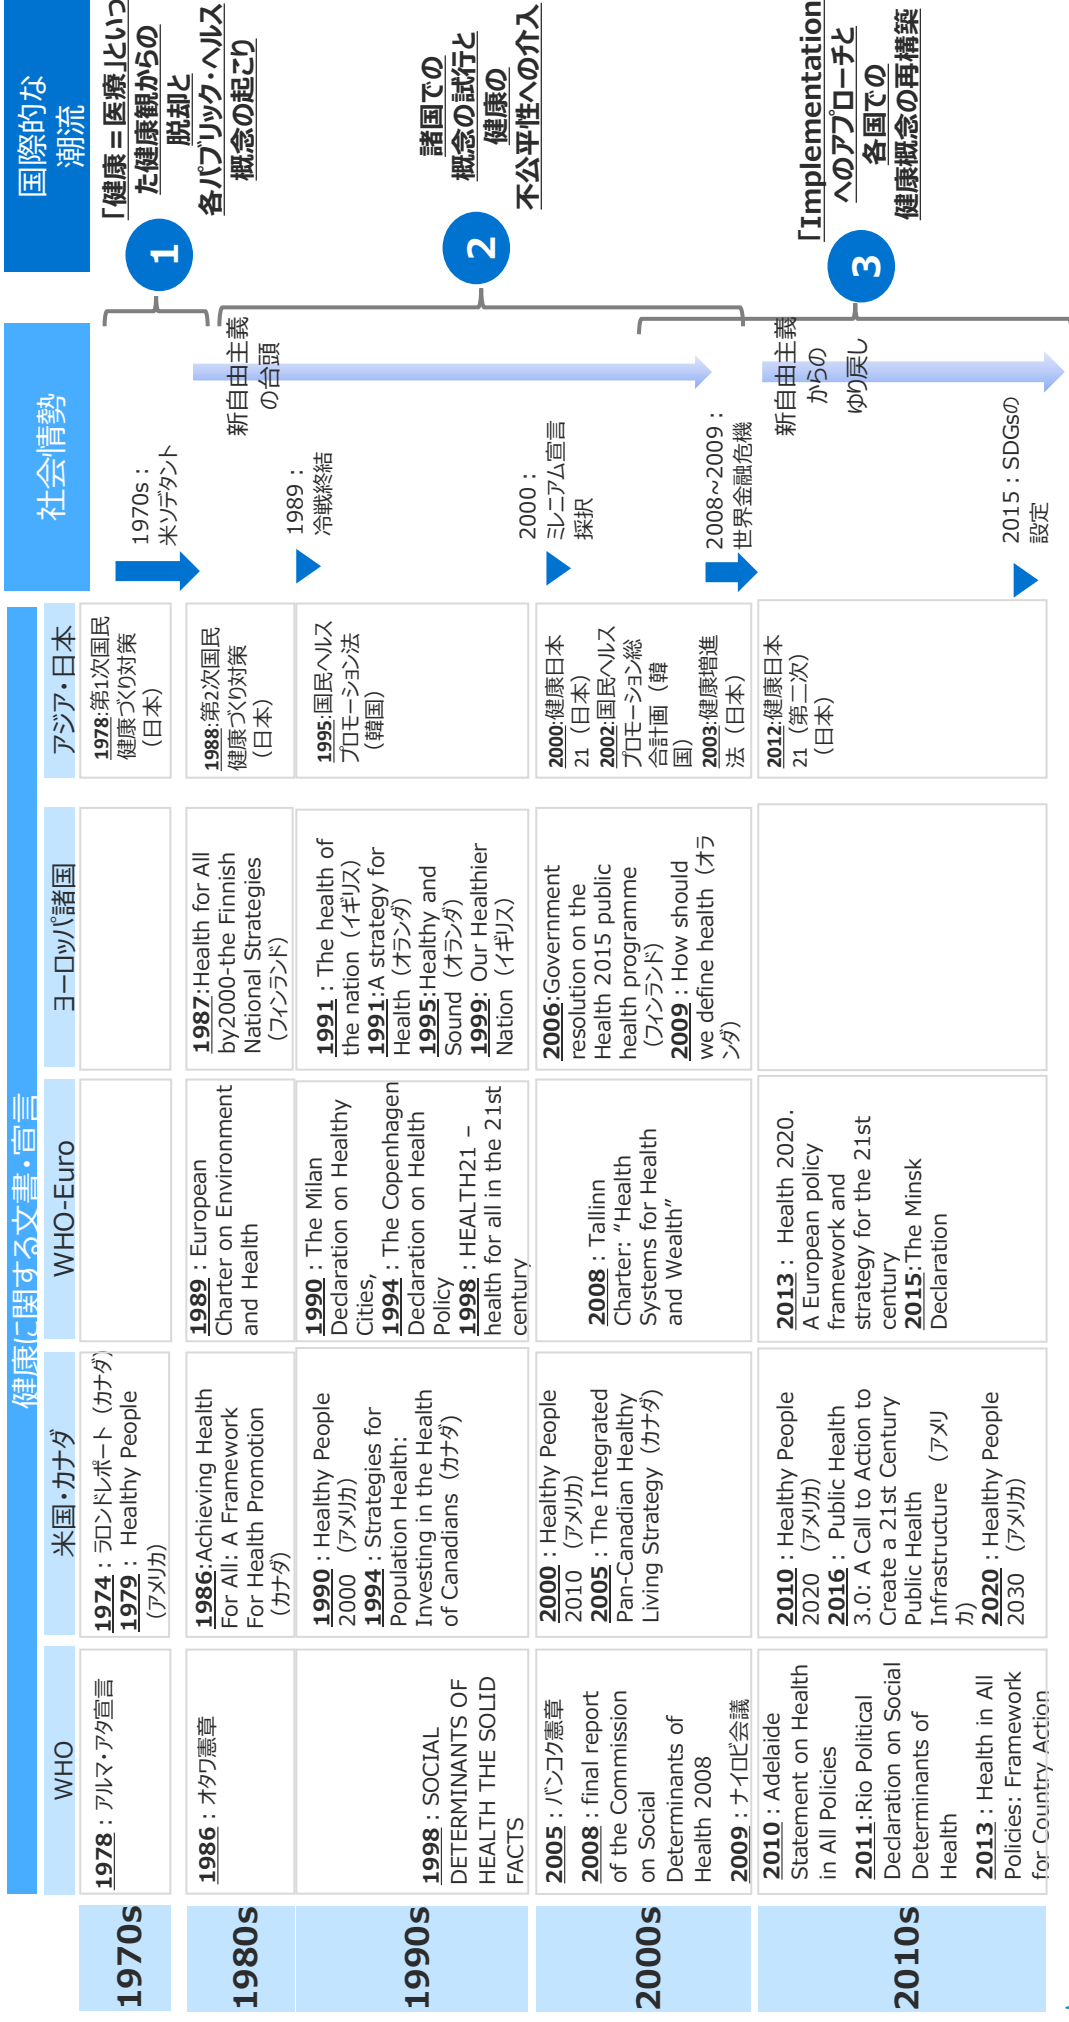 健康に関する文書・宣言
社会情勢
国際的な
潮流
WHO
米国・カナダ
WHO-Euro
ヨーロッパ諸国
アジア・日本
1970s
1978：アルマ・アタ宣言
1974：ラロンドレポート（カナダ）
1979： Healthy People
（アメリカ）
1978:第1次国民
健康づくり対策
（日本）
1980s
1986：オタワ憲章
1986:Achieving Health
For All: A Framework
For Health Promotion
（カナダ）
1989：European
Charter on Environment
and Health
1987:Health for All
by2000-the Finnish
National Strategies
（フィンランド）
1988:第2次国民
健康づくり対策
（日本）
1990s
1998：SOCIAL
DETERMINANTS OF
HEALTH THE SOLID
FACTS
1990：Healthy People
2000 （アメリカ）
1994：Strategies for
Population Health:
Investing in the Health
of Canadians（カナダ）
1990：The Milan
Declaration on Healthy
Cities,
1994：The Copenhagen
Declaration on Health
Policy
1998：HEALTH21 –
health for all in the 21st
century
1991：The health of
the nation（イギリス）
1991:A strategy for
Health（オランダ）
1995:Healthy and
Sound（オランダ）
1999: Our Healthier
Nation（イギリス）
1995:国民ヘルス
プロモーション法
（韓国）
2000s
2005：バンコク憲章
2008：final report
of the Commission
on Social
Determinants of
Health 2008
2009：ナイロビ会議
2000：Healthy People
2010 （アメリカ）
2005：The Integrated
Pan-Canadian Healthy
Living Strategy（カナダ）
2008：Tallinn
Charter: “Health
Systems for Health
and Wealth”
2006:Government
resolution on the
Health 2015 public
health programme
（フィンランド）
2009：How should
we define health（オラ
ンダ）
2000:健康日本
21（日本）
2002:国民ヘルス
プロモーション総
合計画（韓
国）
2003:健康増進
法（日本）
2010s
2010：Adelaide
Statement on Health
in All Policies
2011:Rio Political
Declaration on Social
Determinants of
Health
2013：Health in All
Policies: Framework
for Country Action
2010：Healthy People
2020 （アメリカ）
2016：Public Health
3.0: A Call to Action to
Create a 21st Century
Public Health
Infrastructure （アメリ
カ）
2020：Healthy People
2030 （アメリカ）
2013：Health 2020.
A European policy
framework and
strategy for the 21st
century
2015:The Minsk
Declaration
2012:健康日本
21（第二次）
（日本）
1970s：
米ソデタント
新自由主義
の台頭
1989：
冷戦終結
2000：
ミレニアム宣言
採択
2008~2009：
世界金融危機
新自由主義
からの
ゆり戻し
2015：SDGsの
設定
1
「健康＝医療」といっ
た健康観からの
脱却と
各パブリック・ヘルス
概念の起こり
2
諸国での
概念の試行と
健康の
不公平性への介入
3
「Implementation
へのアプローチと
各国での
健康概念の再構築